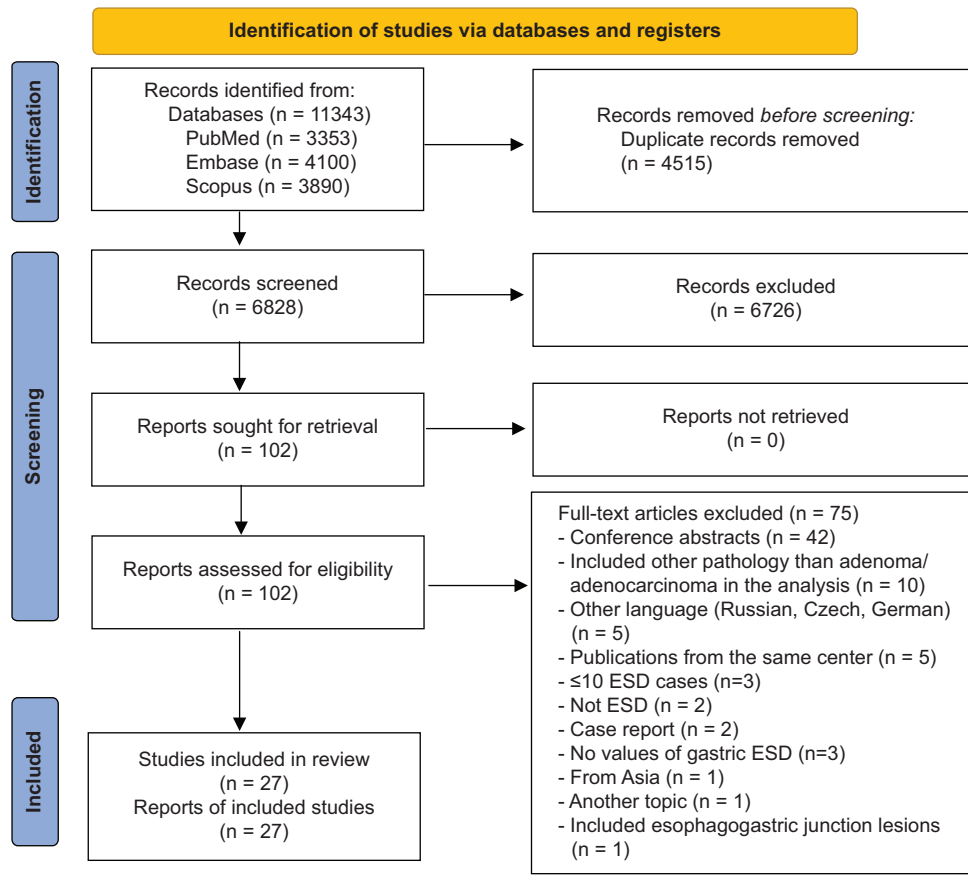 Identification of studies via databases and registers
Identification
Records identified from:
Databases (n = 11343)
PubMed (n = 3353)
Embase (n = 4100)
Scopus (n = 3890)
Records removed before screening:
Duplicate records removed
(n = 4515)
Screening
Records screened
(n = 6828)
Records excluded
(n = 6726)
Reports sought for retrieval
(n = 102)
Reports not retrieved
(n = 0)
Reports assessed for eligibility
(n = 102)
Full-text articles excluded (n = 75)
- Conference abstracts (n = 42)
- Included other pathology than adenoma/
adenocarcinoma in the analysis (n = 10)
- Other language (Russian, Czech, German)
(n = 5)
- Publications from the same center (n = 5)
- ≤10 ESD cases (n=3)
- Not ESD (n = 2)
- Case report (n = 2)
- No values of gastric ESD (n=3)
- From Asia (n = 1)
- Another topic (n = 1)
- Included esophagogastric junction lesions
(n = 1)
Included
Studies included in review
(n = 27)
Reports of included studies
(n = 27)